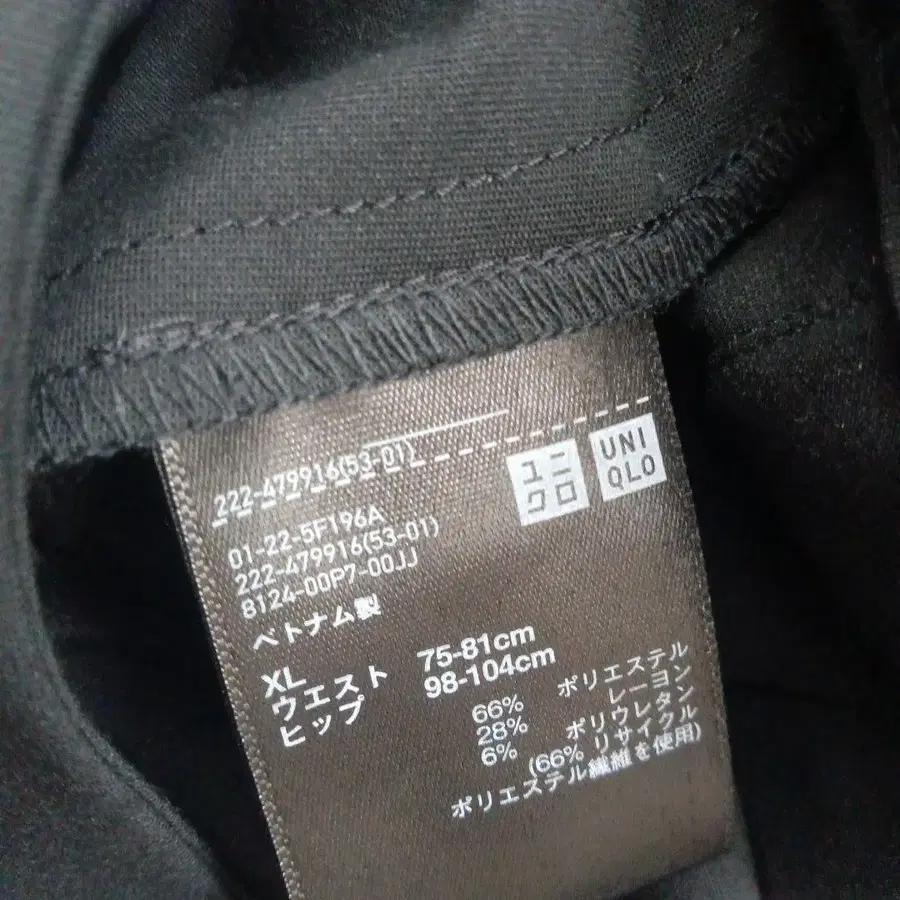 222-479916(53-01)
ユニ
クロ
UNI
QLO
01-22-5F196A
222-479916(53-01)
8124-00P7-00JJ
ベトナム製
XL
ウエスト 75-81cm
ヒップ 98-104cm
66% ポリエステル
28% レーヨン
6% ポリウレタン
(66% リサイクル
ポリエステル繊維を使用)